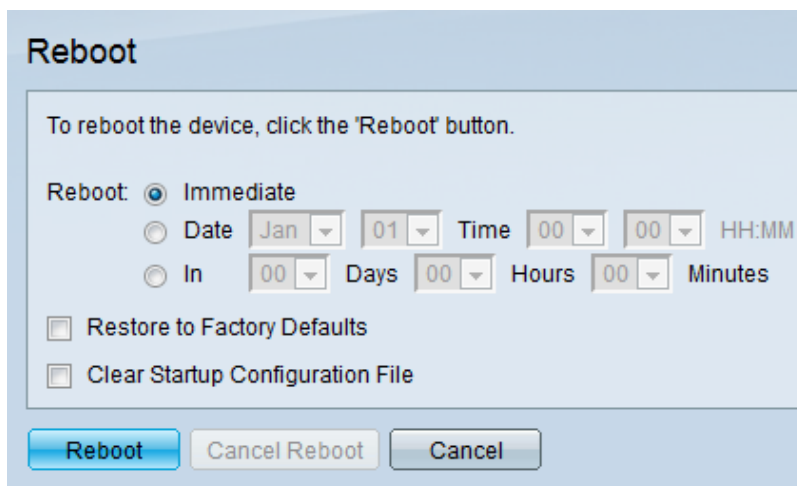 Reboot
To reboot the device, click the 'Reboot' button.
Reboot: Immediate
Date Jan 01 Time 00 00 HH:MM
In 00 Days 00 Hours 00 Minutes
Restore to Factory Defaults
Clear Startup Configuration File
Reboot Cancel Reboot Cancel